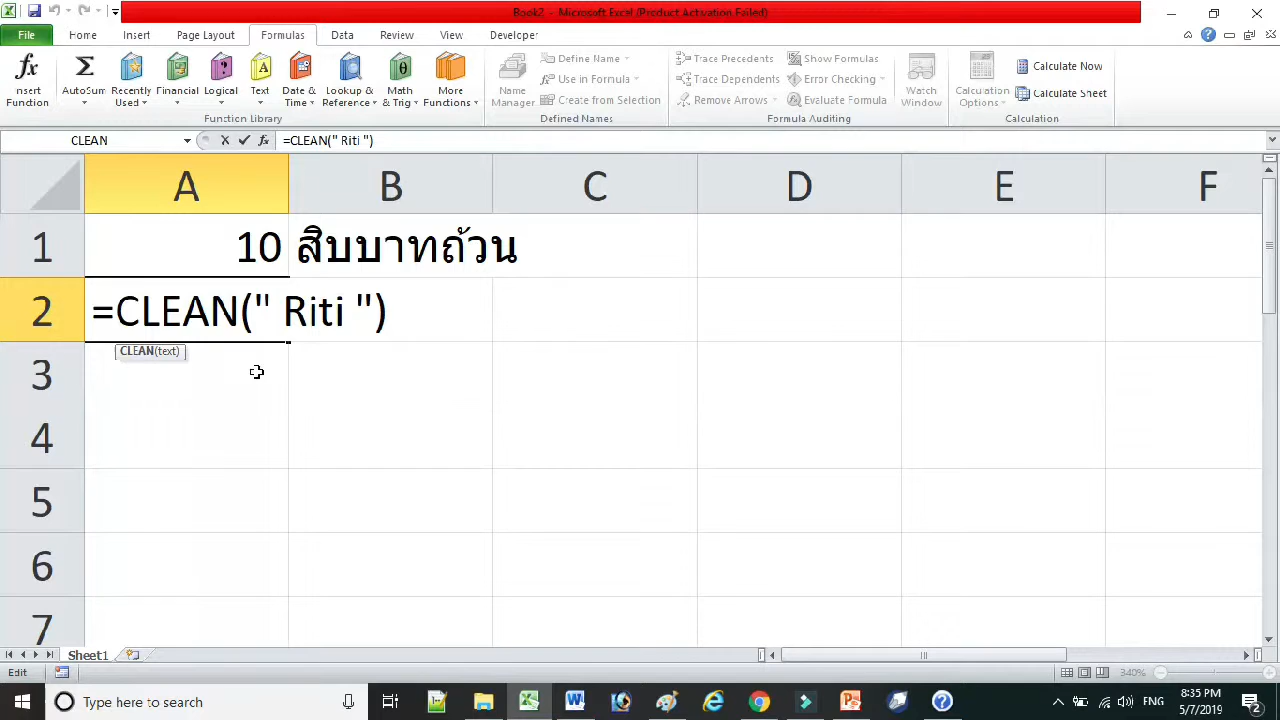 Book2 - Microsoft Excel (Product Activation Failed)
File Home Insert Page Layout Formulas Data Review View Developer
Insert Function
AutoSum
Recently Used
Financial
Logical
Text
Date & Time
Lookup & Reference
Math & Trig
More Functions
Function Library
Name Manager
Define Name
Use in Formula
Create from Selection
Defined Names
Trace Precedents
Trace Dependents
Remove Arrows
Show Formulas
Error Checking
Evaluate Formula
Formula Auditing
Watch Window
Calculation Options
Calculate Now
Calculate Sheet
Calculation
CLEAN =CLEAN(" Riti ")
A B C D E F
1 10 สิบบาทถ้วน
2 =CLEAN(" Riti ")
CLEAN(text)
3
4
5
6
7
Sheet1
Edit 340%
Type here to search ENG 8:35 PM
5/7/2019 2